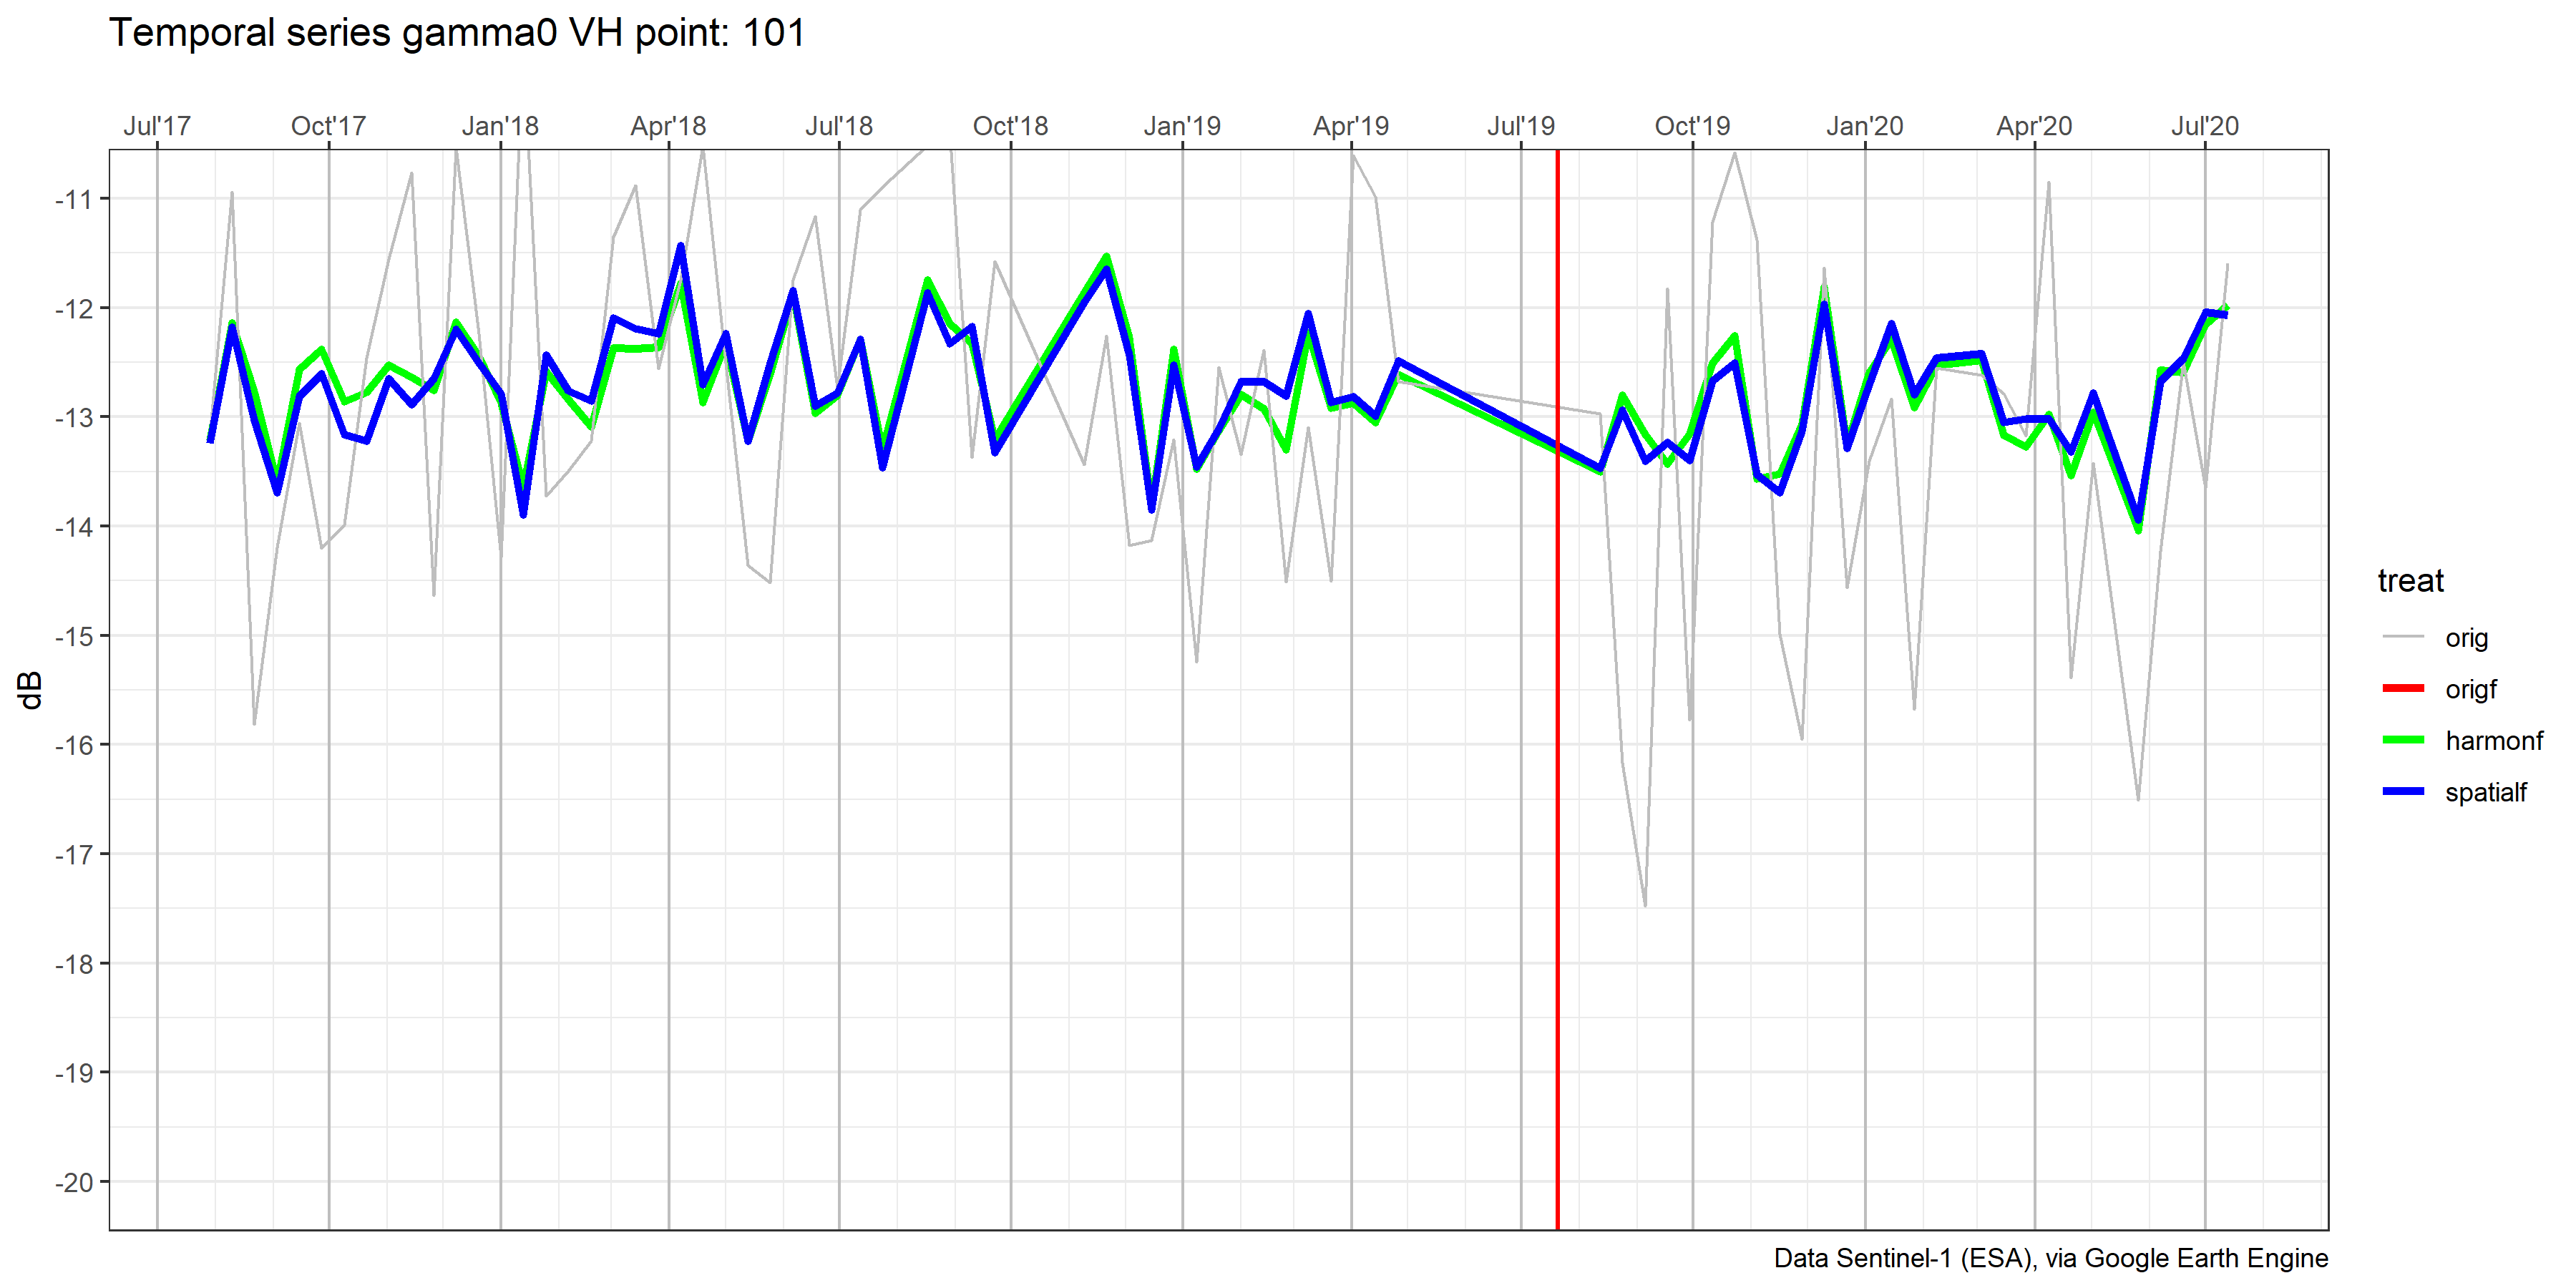 Temporal series gamma0 VH point: 101
Jul'17 Oct'17 Jan'18 Apr'18 Jul'18 Oct'18 Jan'19 Apr'19 Jul'19 Oct'19 Jan'20 Apr'20 Jul'20
-11
-12
-13
-14
-15
-16
-17
-18
-19
-20
dB
treat
orig
origf
harmonf
spatialf
Data Sentinel-1 (ESA), via Google Earth Engine